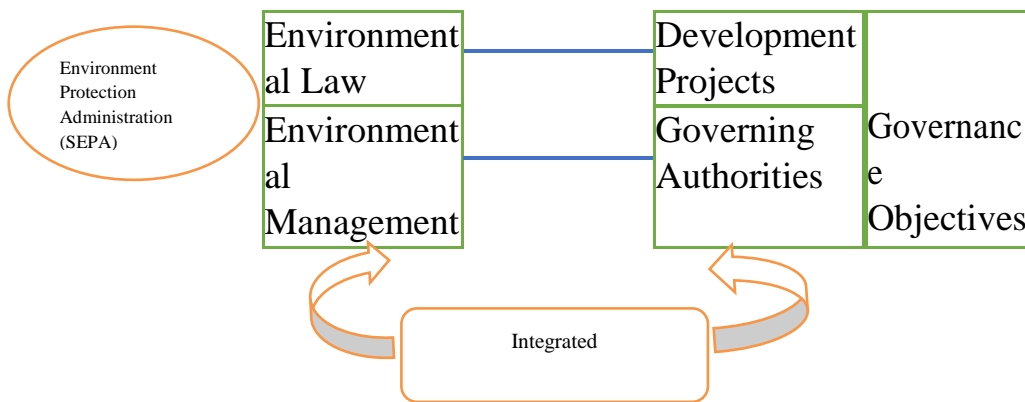 Environment
Protection
Administration
(SEPA)
Environment
al Law
Environment
al
Management
Development
Projects
Governing
Authorities
Governanc
e
Objectives
Integrated